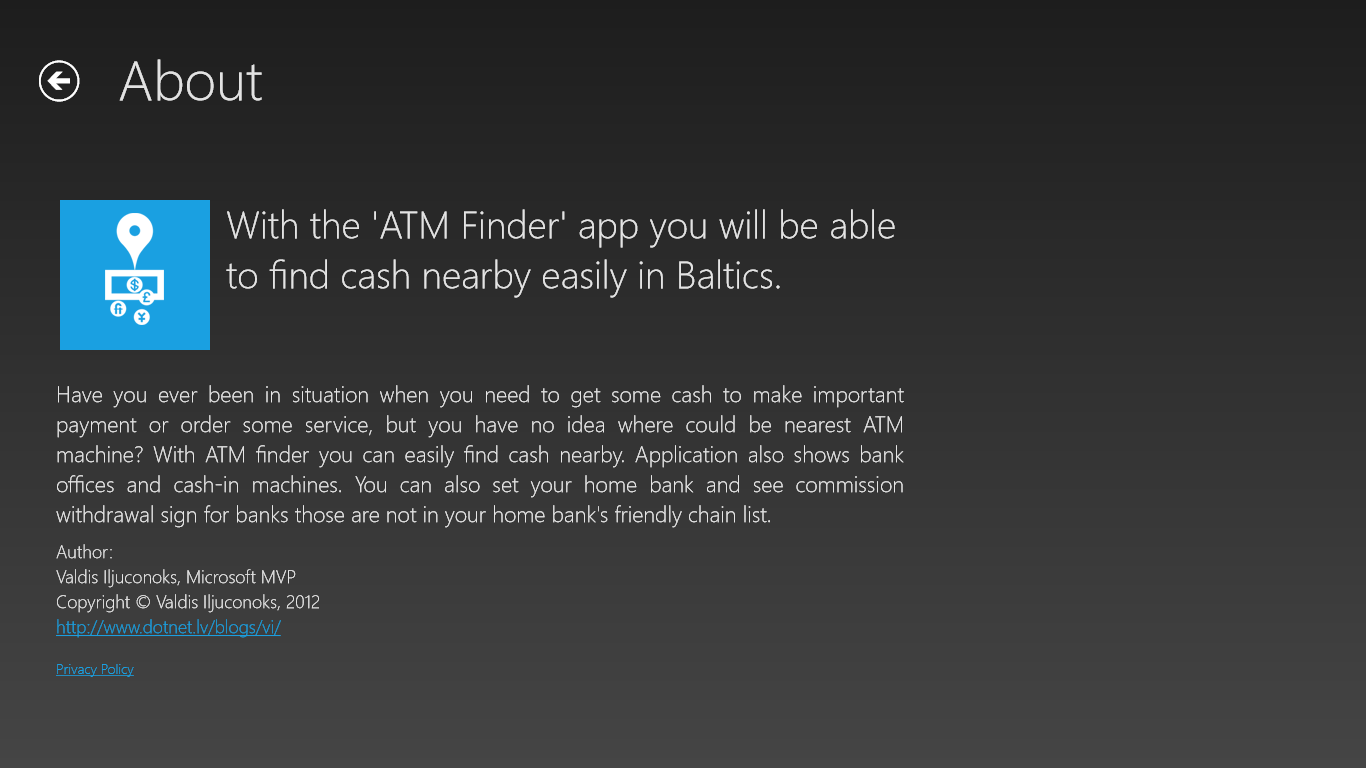 About
With the 'ATM Finder' app you will be able
to find cash nearby easily in Baltics.
$
£
¥
Have you ever been in situation when you need to get some cash to make important
payment or order some service, but you have no idea where could be nearest ATM
machine? With ATM finder you can easily find cash nearby. Application also shows bank
offices and cash-in machines. You can also set your home bank and see commission
withdrawal sign for banks those are not in your home bank's friendly chain list.
Author:
Valdis Iljuconoks, Microsoft MVP
Copyright © Valdis Iljuconoks, 2012
http://www.dotnet.lv/blogs/vi/
Privacy Policy